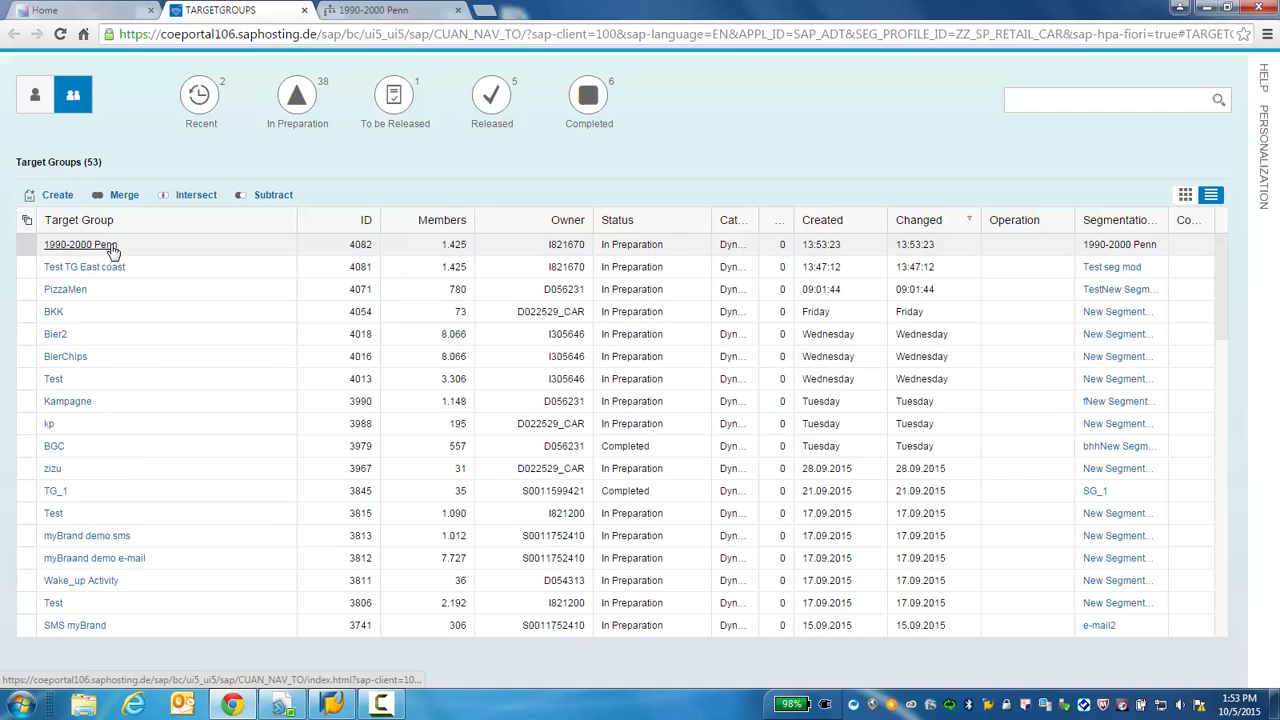 Home
TARGETGROUPS
1990-2000 Penn
https://coeportal106.saphosting.de/sap/bc/ui5_ui5/sap/CUAN_NAV_TO/?sap-client=100&sap-language=EN&APPL_ID=SAP_ADT&SEG_PROFILE_ID=ZZ_SP_RETAIL_CAR&sap-hpa-fiori=true#TARGETG
2 38 1 5 6
Recent In Preparation To be Released Released Completed
HELP PERSONALIZATION
Target Groups (53)
Create Merge Intersect Subtract
Target Group ID Members Owner Status Cat... ... Created Changed Operation Segmentatio... Co...
1990-2000 Penn 4082 1.425 I821670 In Preparation Dyn... 0 13:53:23 13:53:23 1990-2000 Penn
Test TG East coast 4081 1.425 I821670 In Preparation Dyn... 0 13:47:12 13:47:12 Test seg mod
PizzaMen 4071 780 D056231 In Preparation Dyn... 0 09:01:44 09:01:44 TestNew Segm...
BKK 4054 73 D022529_CAR In Preparation Dyn... 0 Friday Friday New Segment...
Bier2 4018 8.066 I305646 In Preparation Dyn... 0 Wednesday Wednesday New Segment...
BierChips 4016 8.066 I305646 In Preparation Dyn... 0 Wednesday Wednesday New Segment...
Test 4013 3.306 I305646 In Preparation Dyn... 0 Wednesday Wednesday New Segment...
Kampagne 3990 1.148 D056231 In Preparation Dyn... 0 Tuesday Tuesday fNew Segment...
kp 3988 195 D022529_CAR In Preparation Dyn... 0 Tuesday Tuesday New Segment...
BGC 3979 557 D056231 Completed Dyn... 0 Tuesday Tuesday bhhNew Segm...
zizu 3967 31 D022529_CAR In Preparation Dyn... 0 28.09.2015 28.09.2015 New Segment...
TG_1 3845 35 S0011599421 Completed Dyn... 0 21.09.2015 21.09.2015 SG_1
Test 3815 1.090 I821200 In Preparation Dyn... 0 17.09.2015 17.09.2015 New Segment...
myBrand demo sms 3813 1.012 S0011752410 In Preparation Dyn... 0 17.09.2015 17.09.2015 New Segment...
myBraand demo e-mail 3812 7.727 S0011752410 In Preparation Dyn... 0 17.09.2015 17.09.2015 New Segment...
Wake_up Activity 3811 36 D054313 In Preparation Dyn... 0 17.09.2015 17.09.2015 New Segment...
Test 3806 2.192 I821200 In Preparation Dyn... 0 17.09.2015 17.09.2015 New Segment...
SMS myBrand 3741 306 S0011752410 In Preparation Dyn... 0 15.09.2015 15.09.2015 e-mail2
https://coeportal106.saphosting.de/sap/bc/ui5_ui5/sap/CUAN_NAV_TO/index.html?sap-client=10...
98%
1:53 PM
10/5/2015